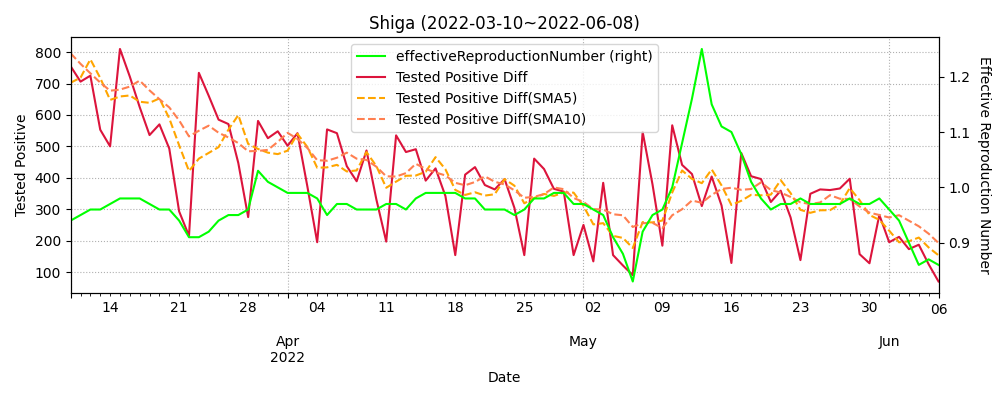 Shiga (2022-03-10~2022-06-08)
effectiveReproductionNumber (right)
Tested Positive Diff
Tested Positive Diff(SMA5)
Tested Positive Diff(SMA10)
800
700
600
500
400
300
200
100
Tested Positive
1.2
1.1
1.0
0.9
Effective Reproduction Number
14 21 28 04 11 18 25 02 09 16 23 30 06
Apr May Jun
2022
Date